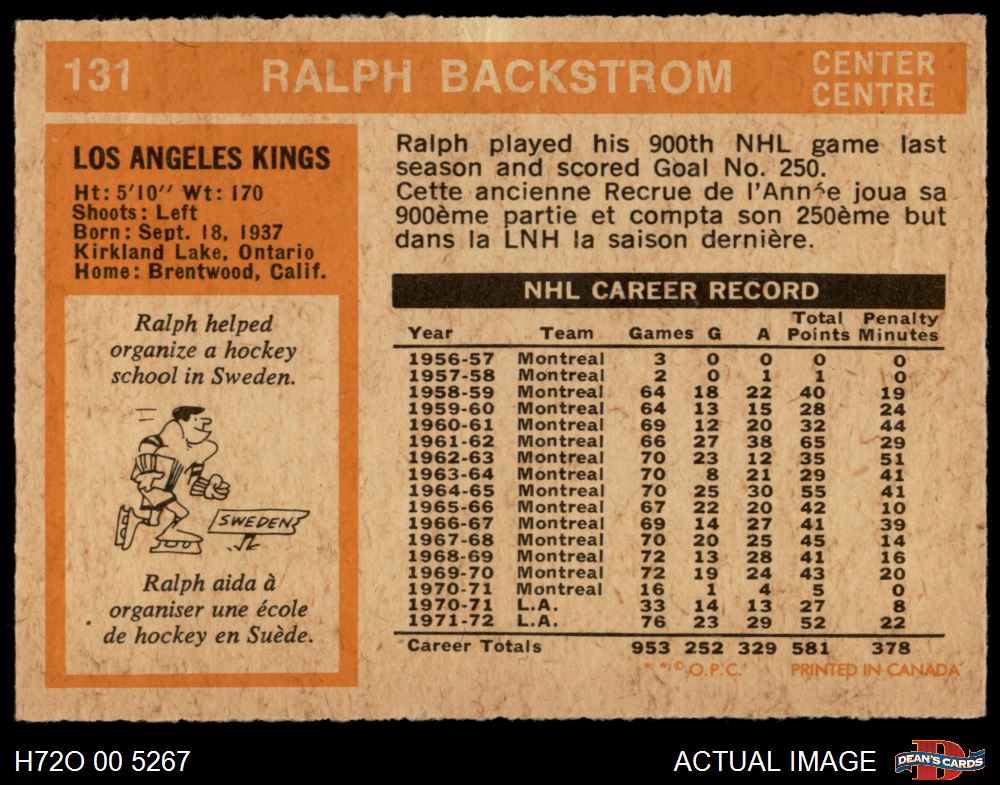 131 RALPH BACKSTROM CENTER
CENTRE
LOS ANGELES KINGS
Ht: 5'10'' Wt: 170
Shoots: Left
Born: Sept. 18, 1937
Kirkland Lake, Ontario
Home: Brentwood, Calif.
Ralph helped
organize a hockey
school in Sweden.
SWEDEN
Ralph aida à
organiser une école
de hockey en Suède.
Ralph played his 900th NHL game last
season and scored Goal No. 250.
Cette ancienne Recrue de l'Année joua sa
900ème partie et compta son 250ème but
dans la LNH la saison dernière.
NHL CAREER RECORD
Year Team Games G A Total Points Penalty Minutes
1956-57 Montreal 3 0 0 0 0
1957-58 Montreal 2 0 1 1 0
1958-59 Montreal 64 18 22 40 19
1959-60 Montreal 64 13 15 28 24
1960-61 Montreal 69 12 20 32 44
1961-62 Montreal 66 27 38 65 29
1962-63 Montreal 70 23 12 35 51
1963-64 Montreal 70 8 21 29 41
1964-65 Montreal 70 25 30 55 41
1965-66 Montreal 67 22 20 42 10
1966-67 Montreal 69 14 27 41 39
1967-68 Montreal 70 20 25 45 14
1968-69 Montreal 72 13 28 41 16
1969-70 Montreal 72 19 24 43 20
1970-71 Montreal 16 1 4 5 0
1970-71 L.A. 33 14 13 27 8
1971-72 L.A. 76 23 29 52 22
Career Totals 953 252 329 581 378
* *© O.P.C. PRINTED IN CANADA
H72O 00 5267 ACTUAL IMAGE DEAN'S CARDS